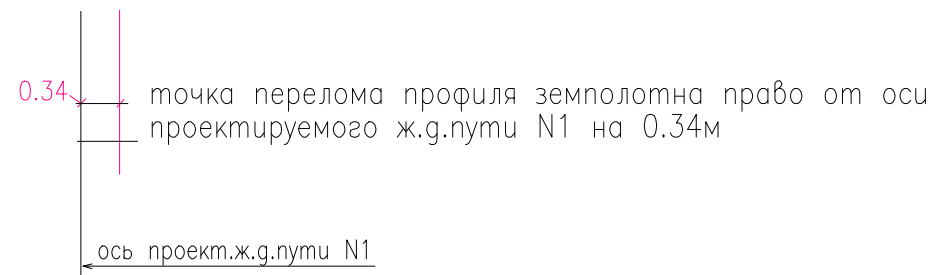 0.34
точка перелома профиля земполотна право от оси
проектируемого ж.д.пути N1 на 0.34м
ось проект.ж.д.пути N1